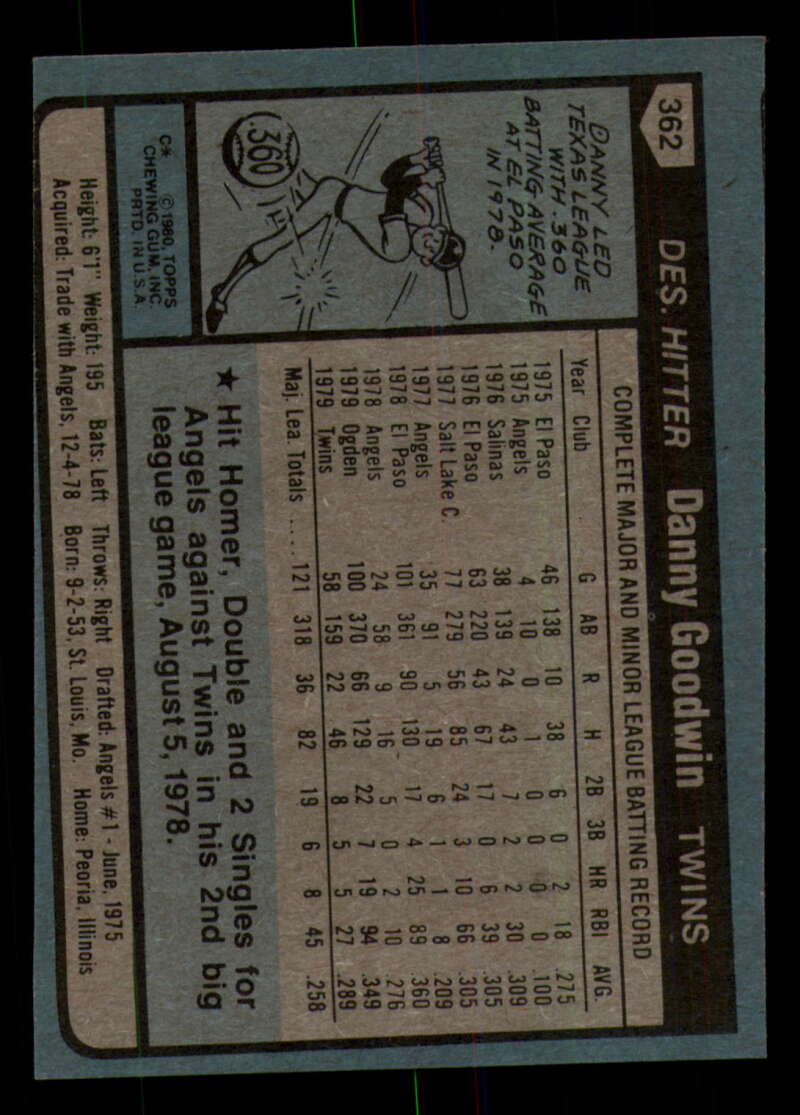 362
DES. HITTER Danny Goodwin TWINS
DANNY LED
TEXAS LEAGUE
WITH .360
BATTING AVERAGE
AT EL PASO
IN 1978.
.360
C* © 1980, TOPPS
CHEWING GUM, INC.
PRTD. IN U.S.A.
COMPLETE MAJOR AND MINOR LEAGUE BATTING RECORD
Year Club G AB R H 2B 3B HR RBI AVG.
1975 El Paso 46 138 10 38 6 0 2 18 .275
1975 Angels 4 10 0 1 0 0 0 0 .100
1976 Salinas 38 139 24 43 7 2 2 30 .309
1976 El Paso 63 220 43 67 17 0 6 39 .305
1977 Salt Lake C. 77 279 56 85 24 3 10 66 .305
1977 Angels 35 91 5 19 6 1 1 8 .209
1978 El Paso 101 361 90 130 17 4 25 89 .360
1978 Angels 24 58 9 16 5 0 2 10 .276
1979 Ogden 100 370 66 129 22 7 19 94 .349
1979 Twins 58 159 22 46 8 5 5 27 .289
Maj. Lea. Totals .... 121 318 36 82 19 6 8 45 .258
★ Hit Homer, Double and 2 Singles for
Angels against Twins in his 2nd big
league game, August 5, 1978.
Height: 6'1" Weight: 195 Bats: Left Throws: Right Drafted: Angels #1 - June, 1975
Acquired: Trade with Angels, 12-4-78 Born: 9-2-53, St. Louis, Mo. Home: Peoria, Illinois